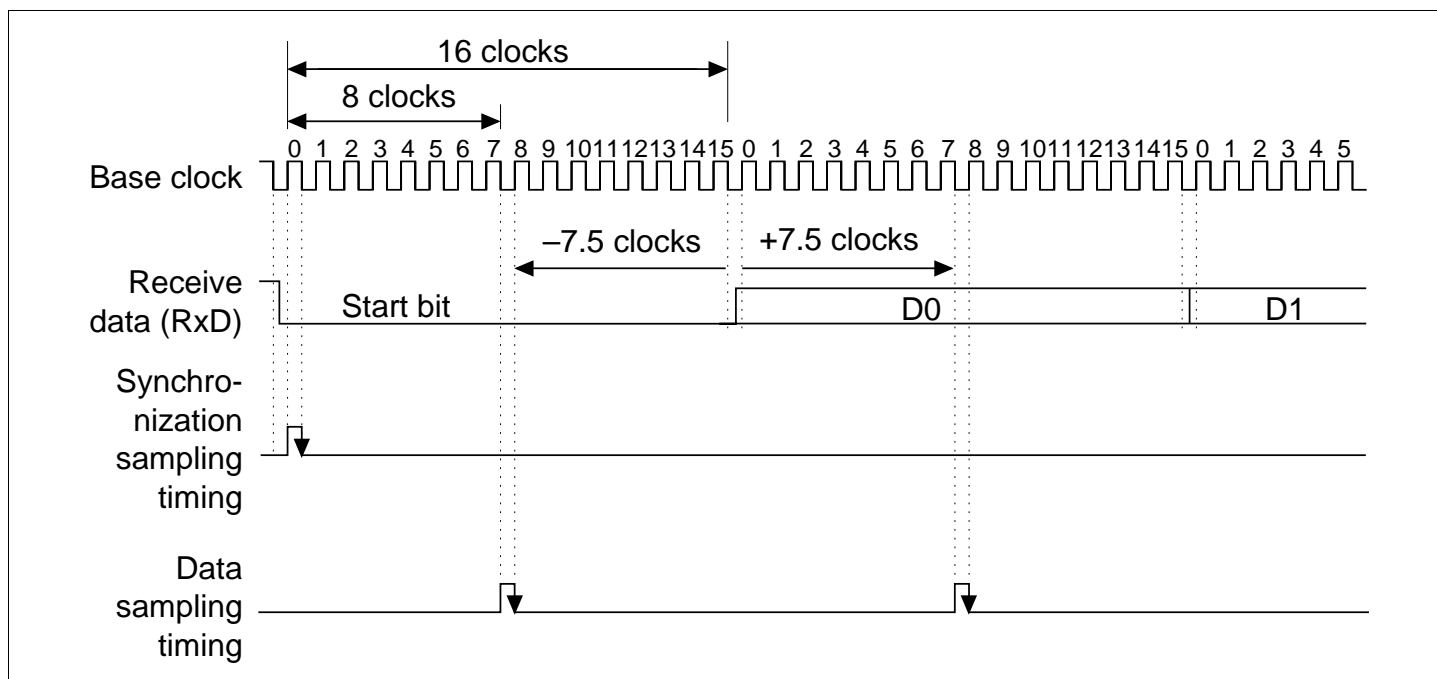 16 clocks
8 clocks
0 1 2 3 4 5 6 7 8 9 10 11 12 13 14 15 0 1 2 3 4 5 6 7 8 9 10 11 12 13 14 15 0 1 2 3 4 5
Base clock
–7.5 clocks +7.5 clocks
Receive
data (RxD)
Start bit D0 D1
Synchro-
nization
sampling
timing
Data
sampling
timing